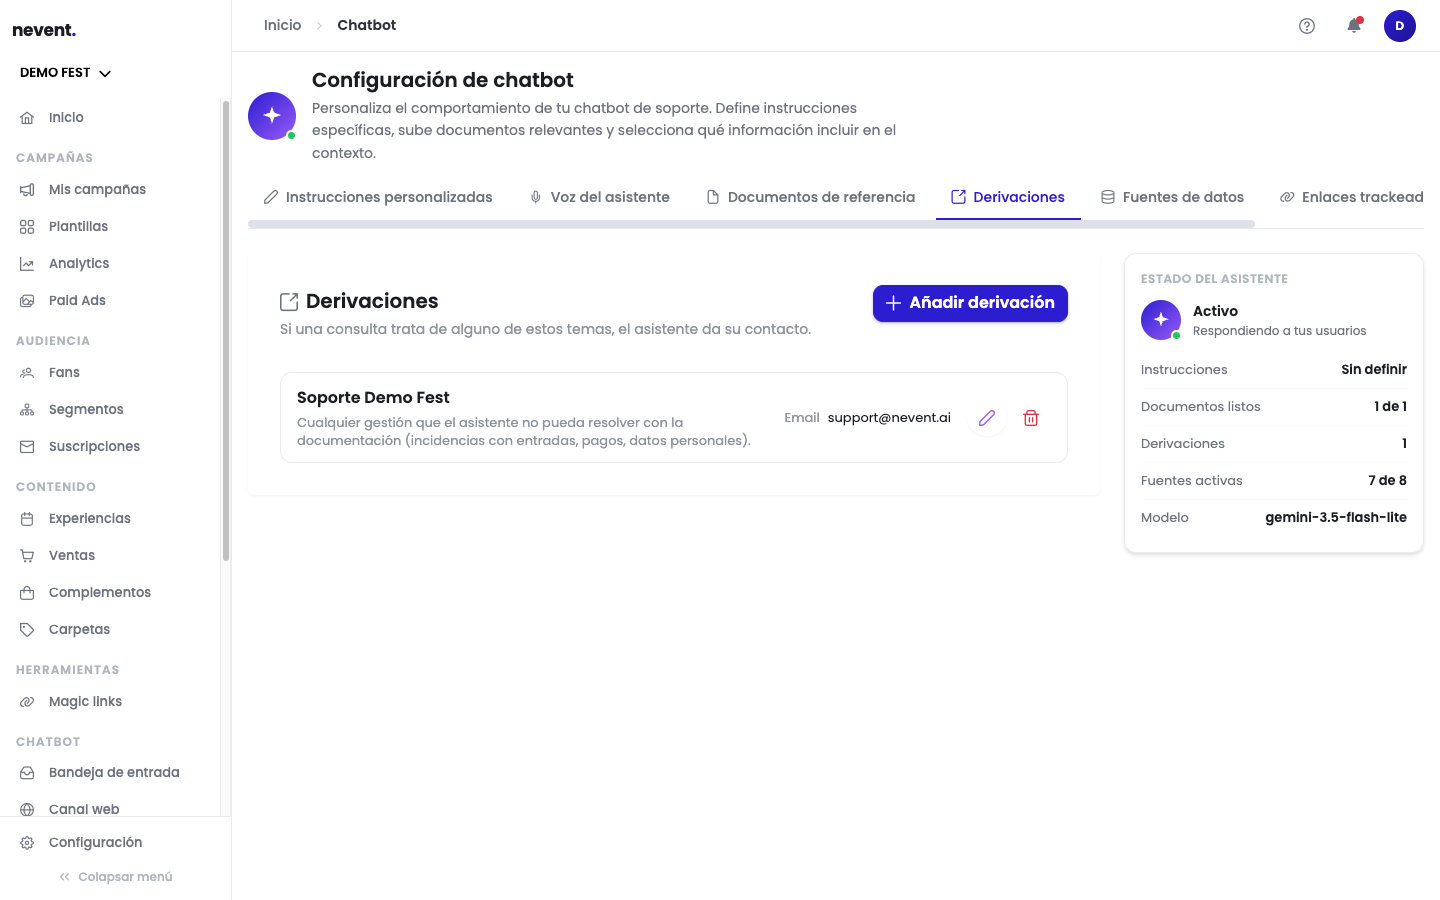 nevent.
DEMO FEST
Inicio
CAMPAÑAS
Mis campañas
Plantillas
Analytics
Paid Ads
AUDIENCIA
Fans
Segmentos
Suscripciones
CONTENIDO
Experiencias
Ventas
Complementos
Carpetas
HERRAMIENTAS
Magic links
CHATBOT
Bandeja de entrada
Canal web
Configuración
Colapsar menú
Inicio
Chatbot
D
Configuración de chatbot
Personaliza el comportamiento de tu chatbot de soporte. Define instrucciones
específicas, sube documentos relevantes y selecciona qué información incluir en el
contexto.
Instrucciones personalizadas
Voz del asistente
Documentos de referencia
Derivaciones
Fuentes de datos
Enlaces trackead
Derivaciones
Si una consulta trata de alguno de estos temas, el asistente da su contacto.
Añadir derivación
Soporte Demo Fest
Cualquier gestión que el asistente no pueda resolver con la
documentación (incidencias con entradas, pagos, datos personales).
Email support@nevent.ai
ESTADO DEL ASISTENTE
Activo
Respondiendo a tus usuarios
Instrucciones Sin definir
Documentos listos 1 de 1
Derivaciones 1
Fuentes activas 7 de 8
Modelo gemini-3.5-flash-lite